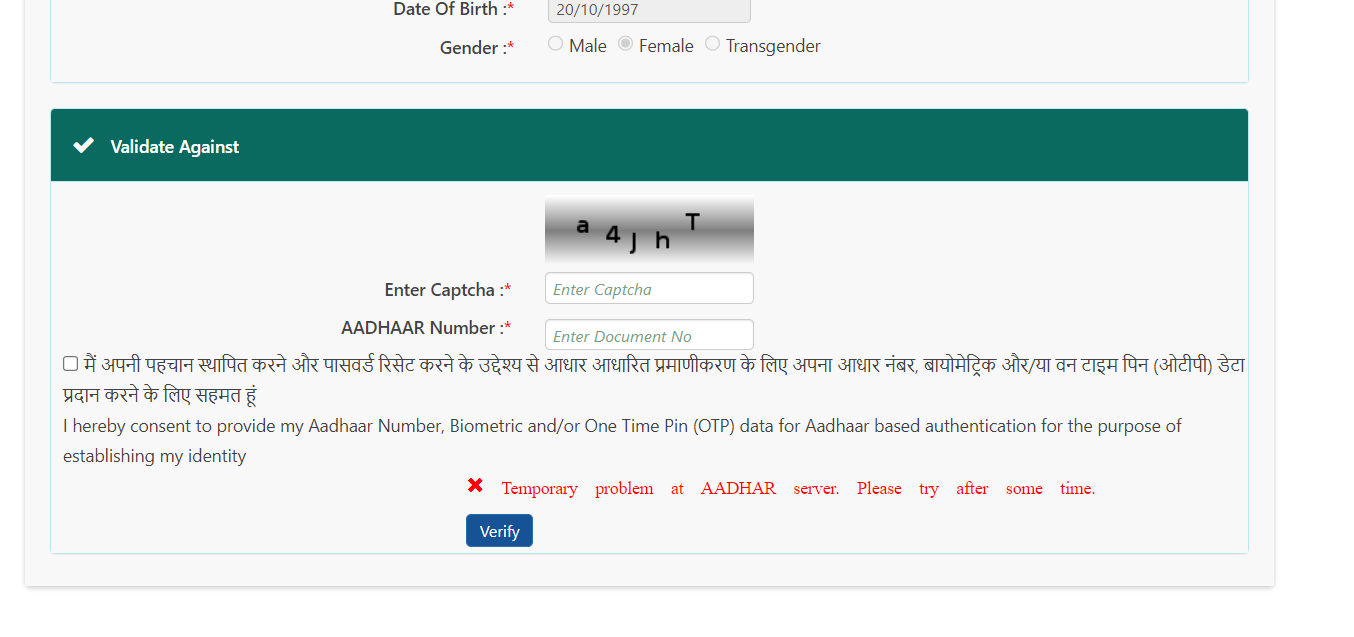 Date Of Birth :* 20/10/1997
Gender :* Male Female Transgender
Validate Against
a 4 J h T
Enter Captcha :* Enter Captcha
AADHAAR Number :* Enter Document No
मैं अपनी पहचान स्थापित करने और पासवर्ड रिसेट करने के उद्देश्य से आधार आधारित प्रमाणीकरण के लिए अपना आधार नंबर, बायोमेट्रिक और/या वन टाइम पिन (ओटीपी) डेटा
प्रदान करने के लिए सहमत हूं
I hereby consent to provide my Aadhaar Number, Biometric and/or One Time Pin (OTP) data for Aadhaar based authentication for the purpose of
establishing my identity
Temporary problem at AADHAR server. Please try after some time.
Verify